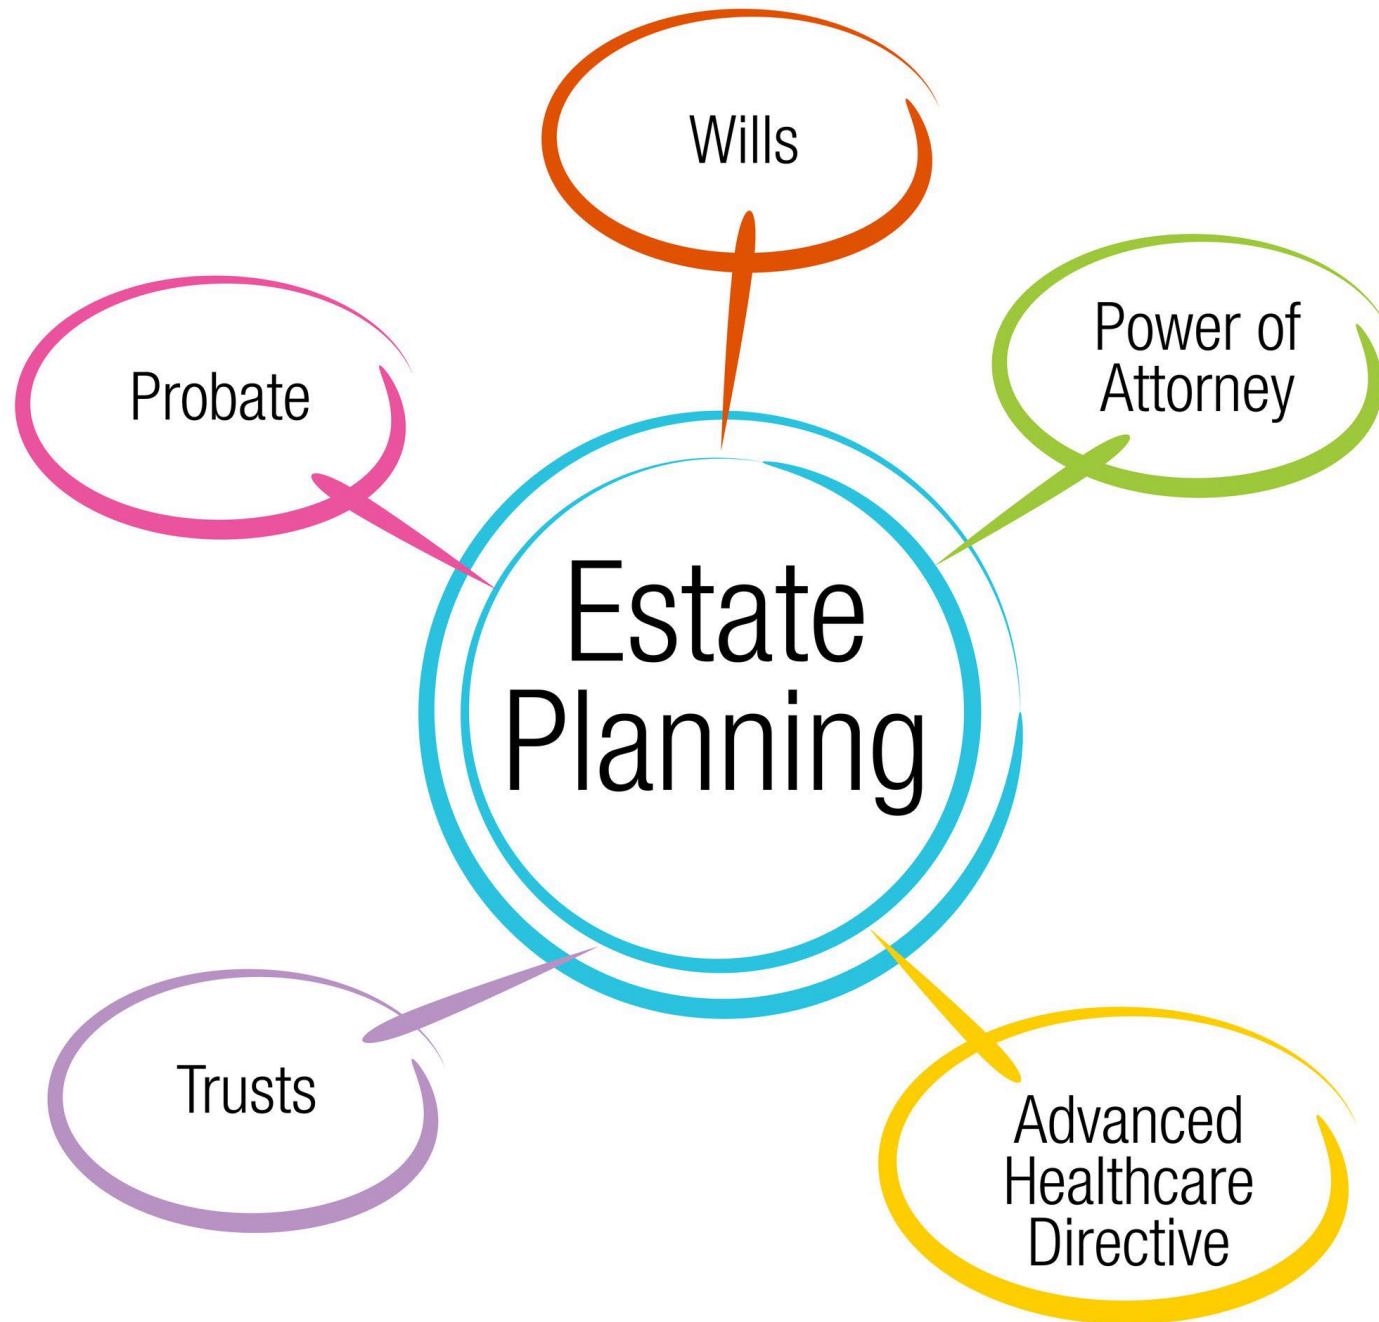 Wills
Power of
Attorney
Probate
Estate
Planning
Trusts
Advanced
Healthcare
Directive